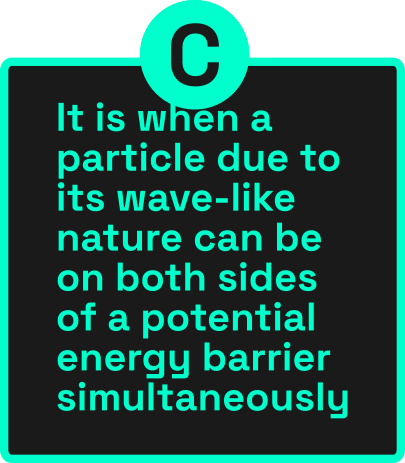 C
It is when a
particle due to
its wave-like
nature can be
on both sides
of a potential
energy barrier
simultaneously